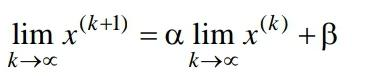 lim x^(k+1) = α lim x^(k) + β
k→∞ k→∞